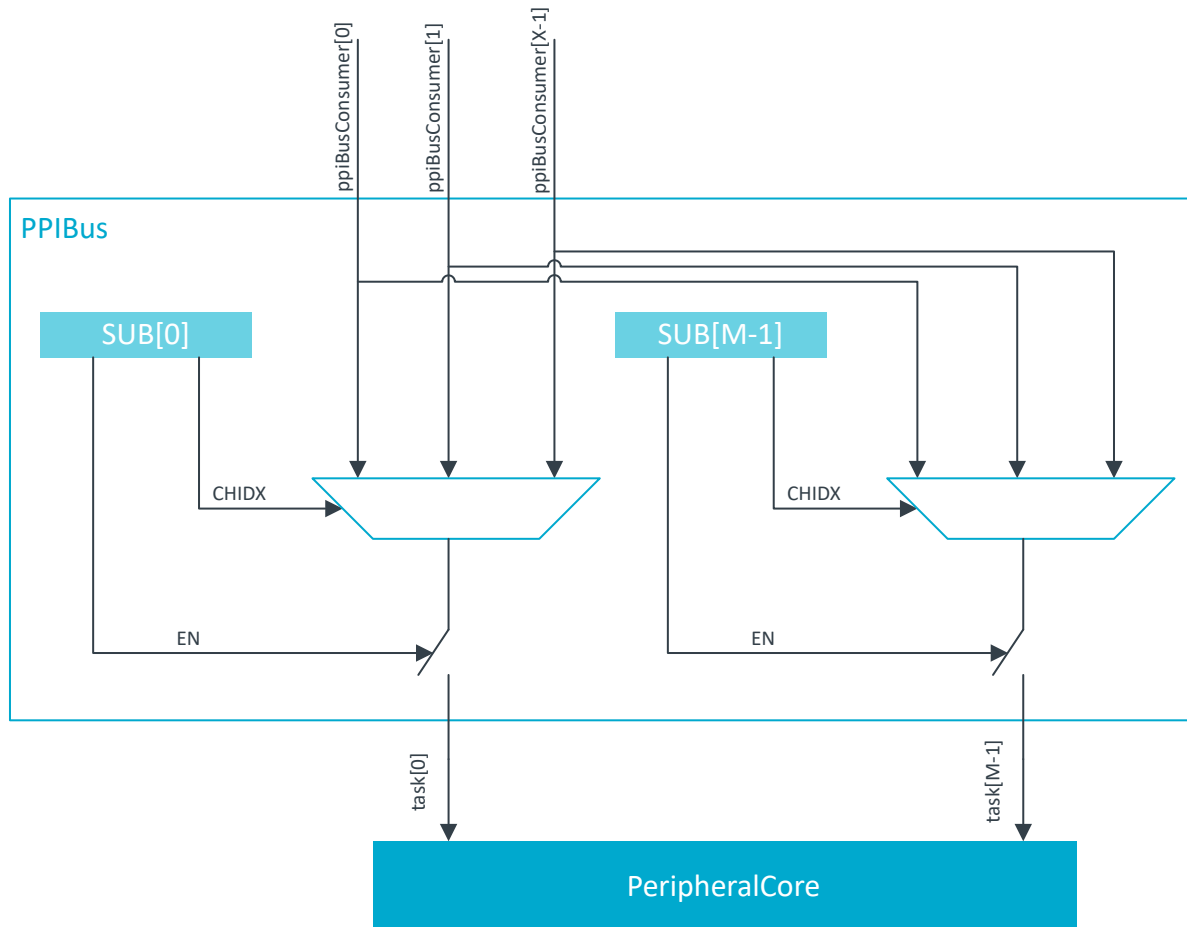 ppiBusConsumer[0]
ppiBusConsumer[1]
ppiBusConsumer[X-1]
PPIBus
SUB[0]
SUB[M-1]
CHIDX
CHIDX
EN
EN
task[0]
task[M-1]
PeripheralCore